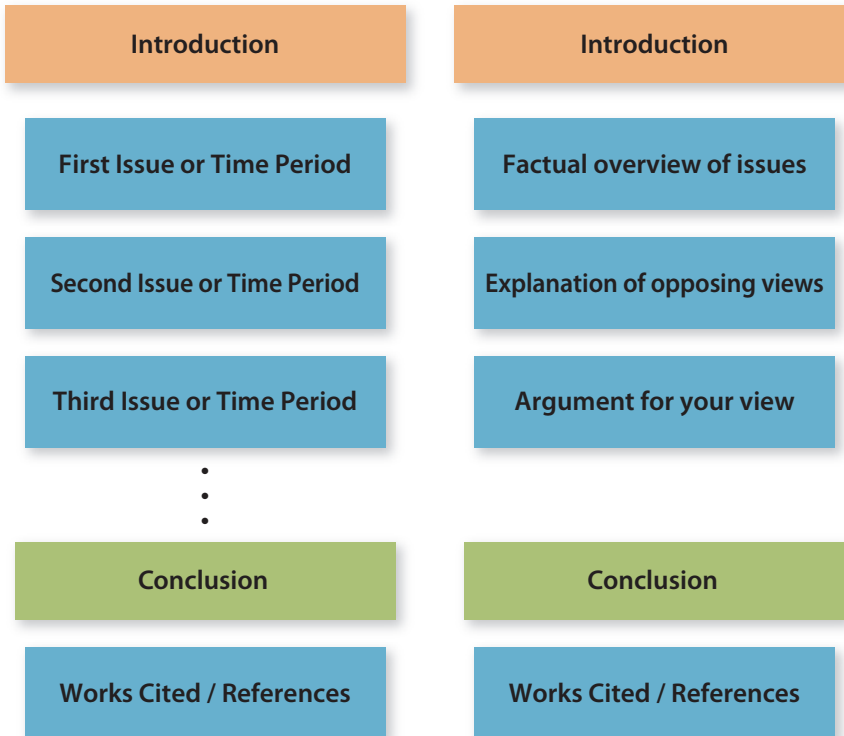 Introduction
First Issue or Time Period
Second Issue or Time Period
Third Issue or Time Period
Conclusion
Works Cited / References
Introduction
Factual overview of issues
Explanation of opposing views
Argument for your view
Conclusion
Works Cited / References